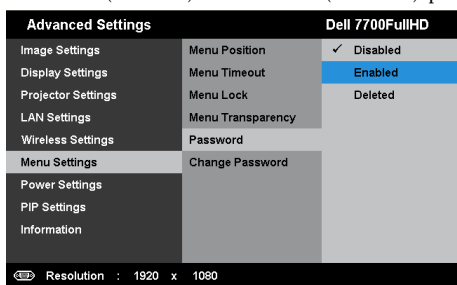 Advanced Settings Dell 7700FullHD
Image Settings Menu Position ✓ Disabled
Display Settings Menu Timeout Enabled
Projector Settings Menu Lock Deleted
LAN Settings Menu Transparency
Wireless Settings Password
Menu Settings Change Password
Power Settings
PIP Settings
Information
Resolution : 1920 x 1080